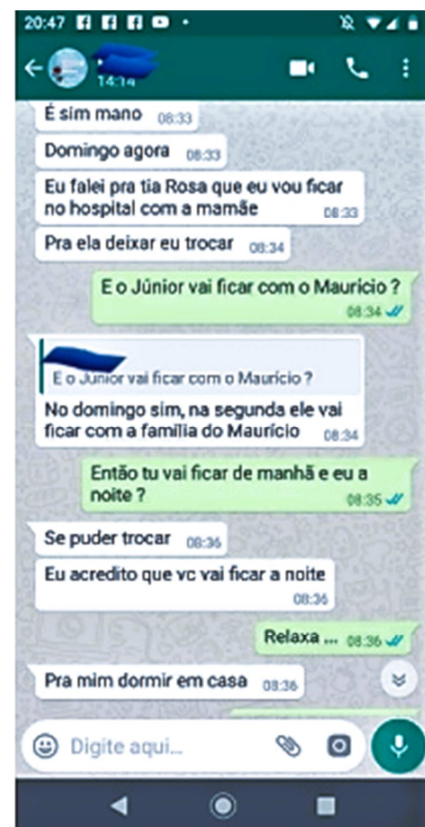 20:47
14:14
É sim mano 08:33
Domingo agora 08:33
Eu falei pra tia Rosa que eu vou ficar
no hospital com a mamãe 08:33
Pra ela deixar eu trocar 08:34
E o Júnior vai ficar com o Maurício ?
08:34
E o Júnior vai ficar com o Maurício ?
No domingo sim, na segunda ele vai
ficar com a família do Maurício 08:34
Então tu vai ficar de manhã e eu a
noite ? 08:35
Se puder trocar 08:36
Eu acredito que vc vai ficar a noite
08:36
Relaxa ... 08:36
Pra mim dormir em casa 08:36
Digite aqui...